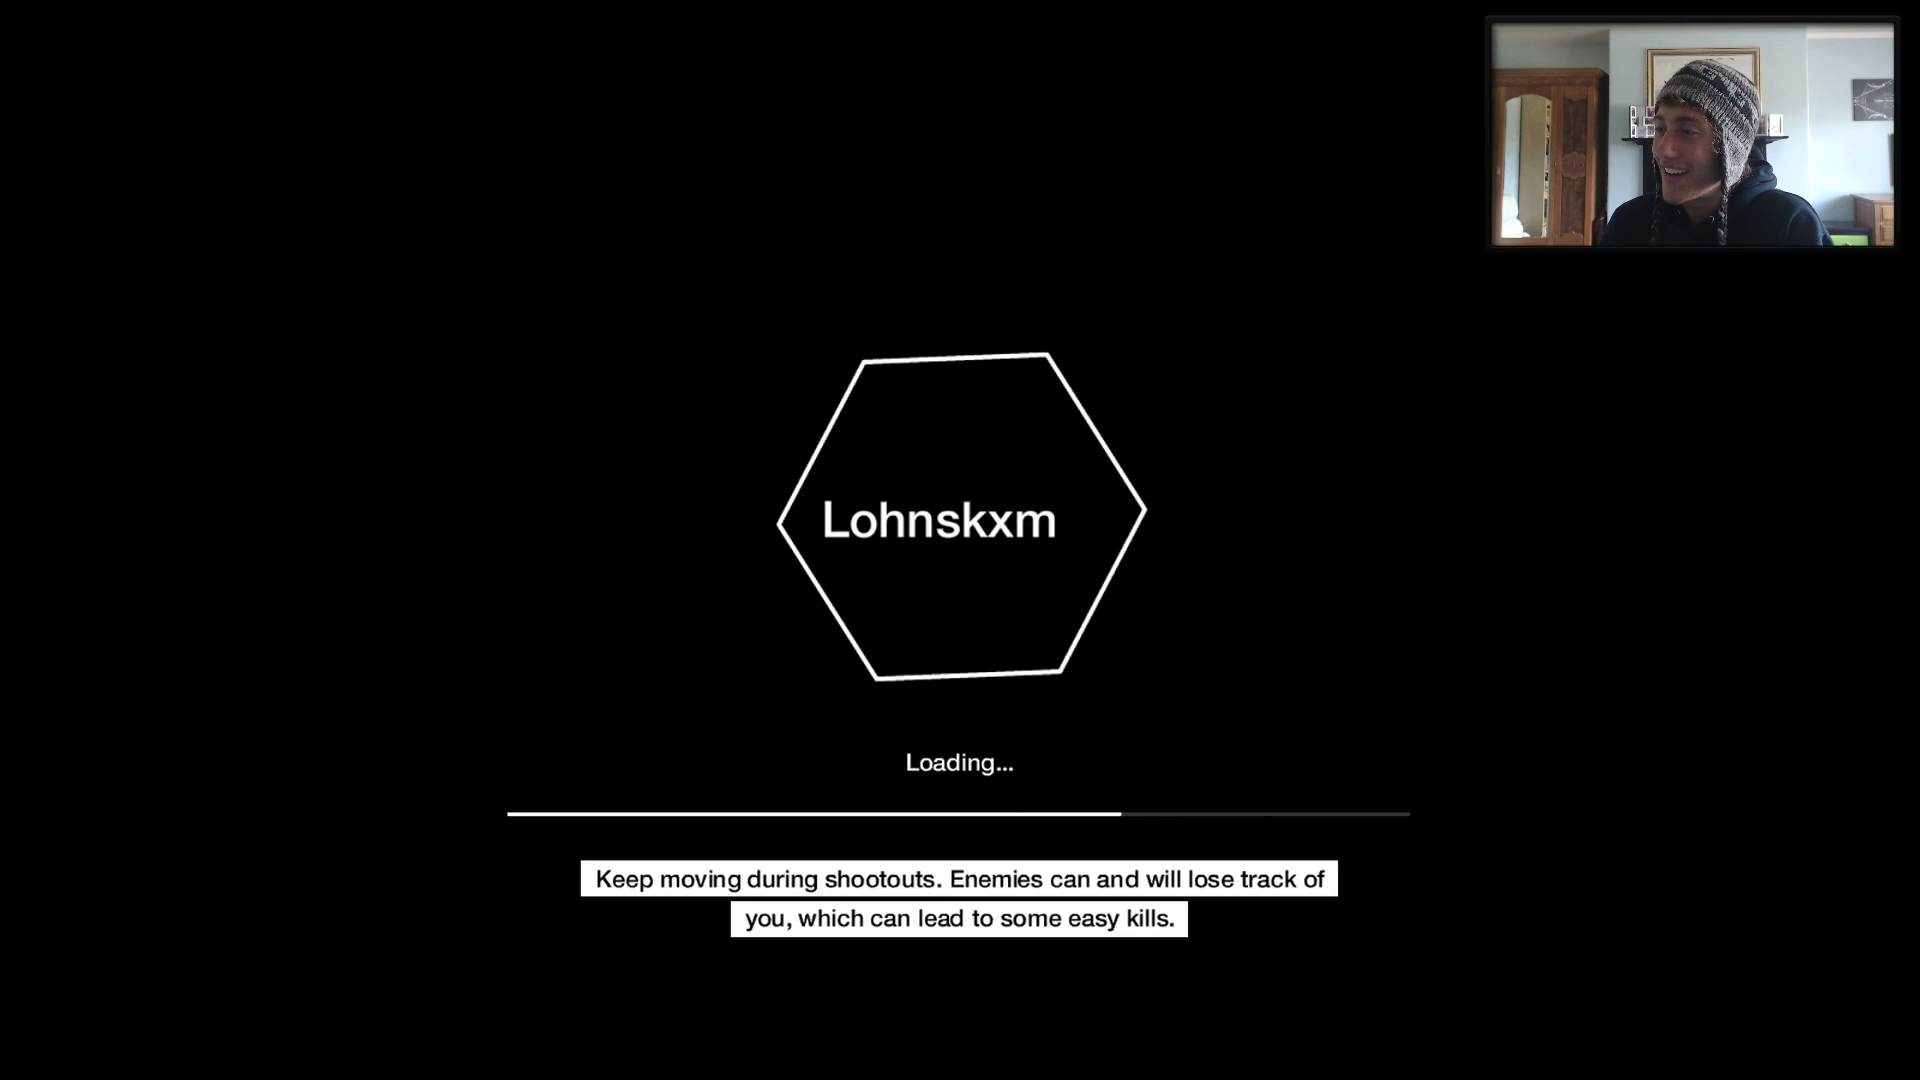 Lohnskxm
Loading...
Keep moving during shootouts. Enemies can and will lose track of
you, which can lead to some easy kills.